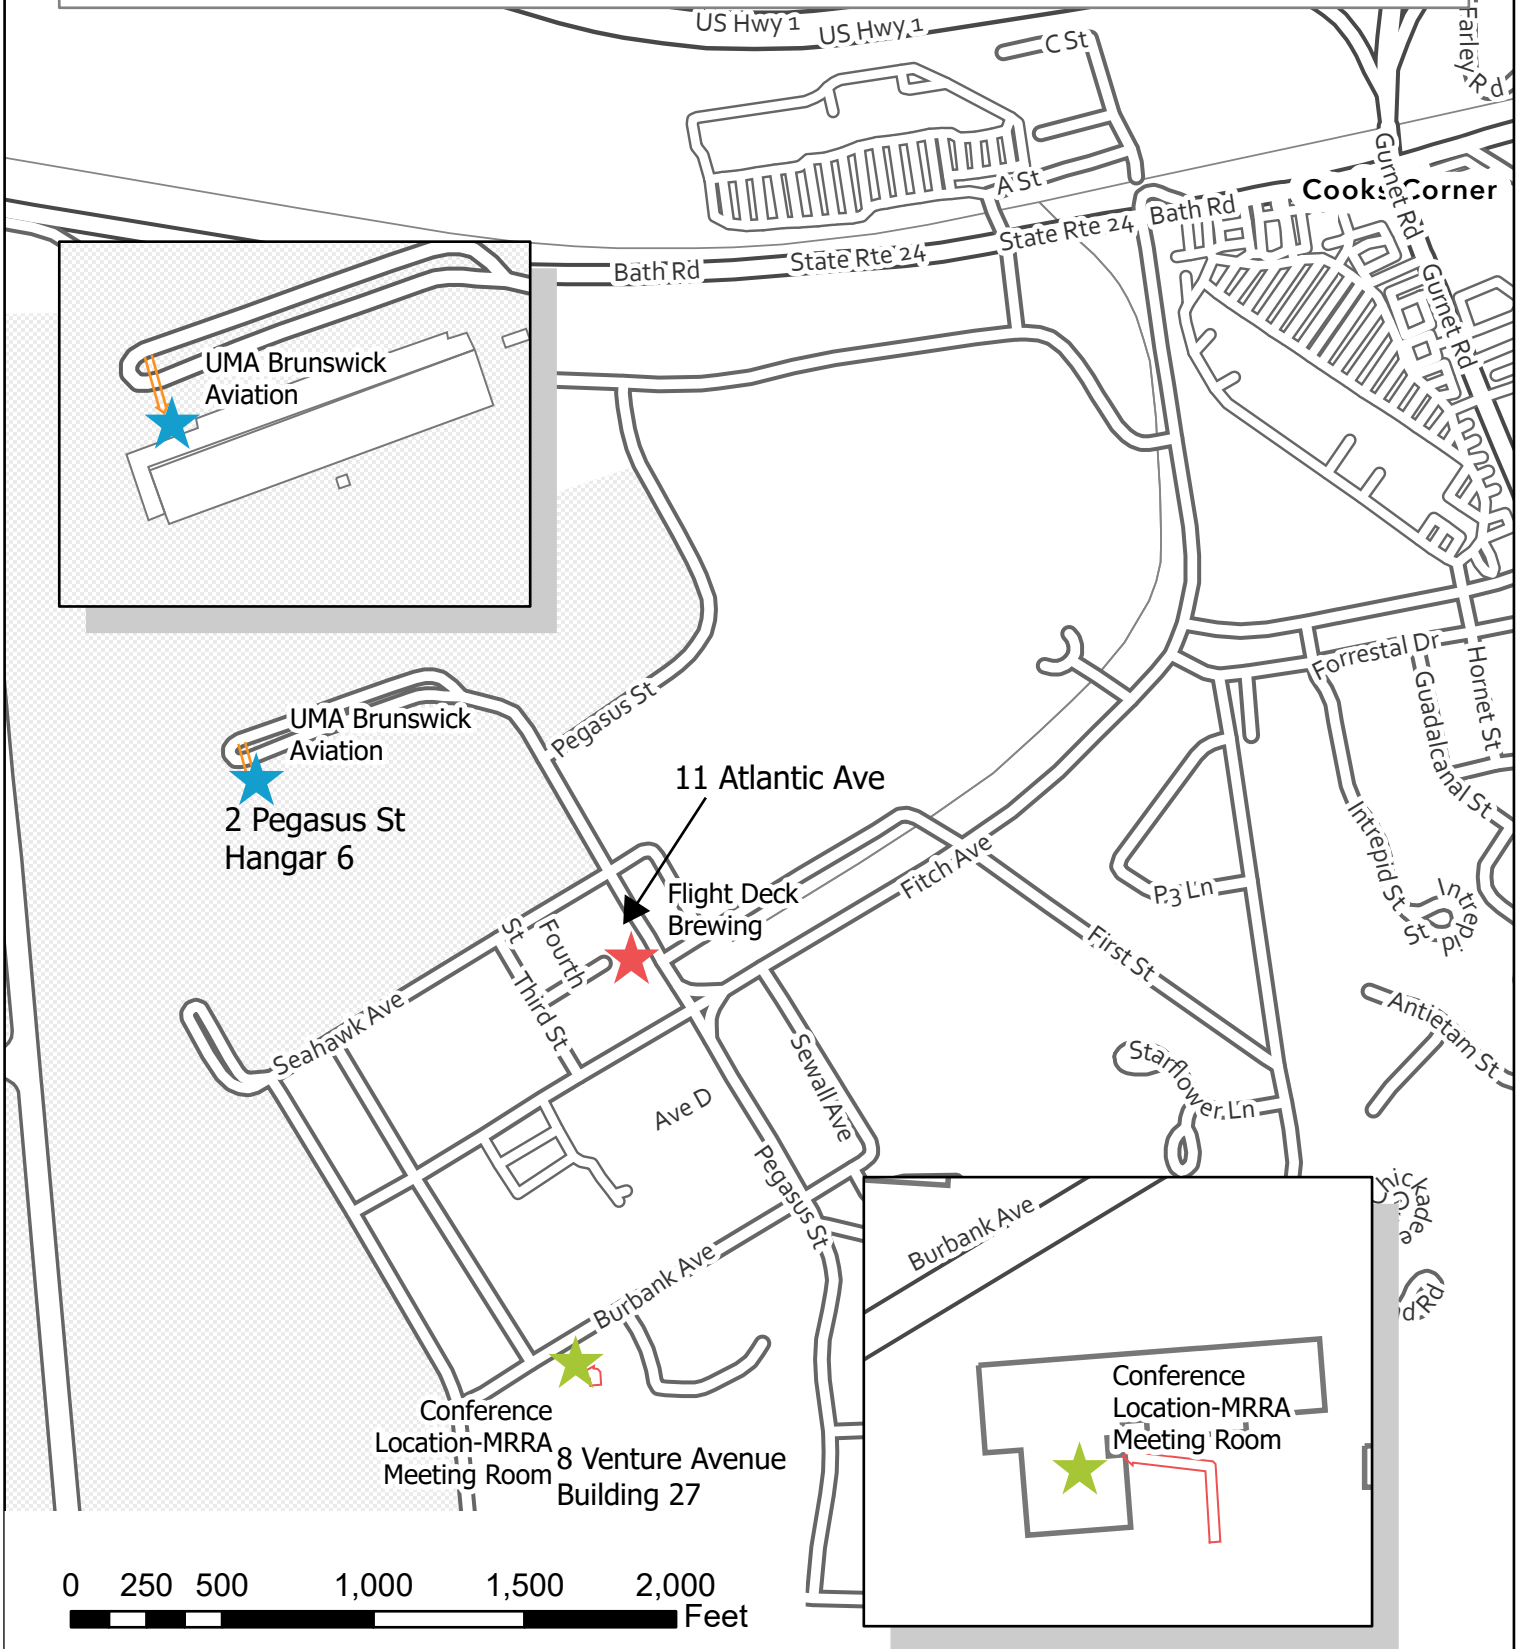 US Hwy 1
US Hwy 1
C St
Farley Rd
Gurnet Rd
Cooks Corner
A St
Bath Rd
State Rte 24
Bath Rd
State Rte 24
Gurnet Rd
UMA Brunswick
Aviation
Forrestal Dr
Hornet St
Guadalcanal St
Pegasus St
UMA Brunswick
Aviation
2 Pegasus St
Hangar 6
11 Atlantic Ave
Flight Deck
Brewing
Fitch Ave
P3 Ln
Intrepid St
Intrepid
St
First St
Fourth
St
Third St
Seahawk Ave
Antietam St
Sewall Ave
Starflower Ln
Ave D
Pegasus St
Burbank Ave
Burbank Ave
d Rd
Conference
Location-MRRA
Meeting Room
8 Venture Avenue
Building 27
Conference
Location-MRRA
Meeting Room
0 250 500 1,000 1,500 2,000
Feet